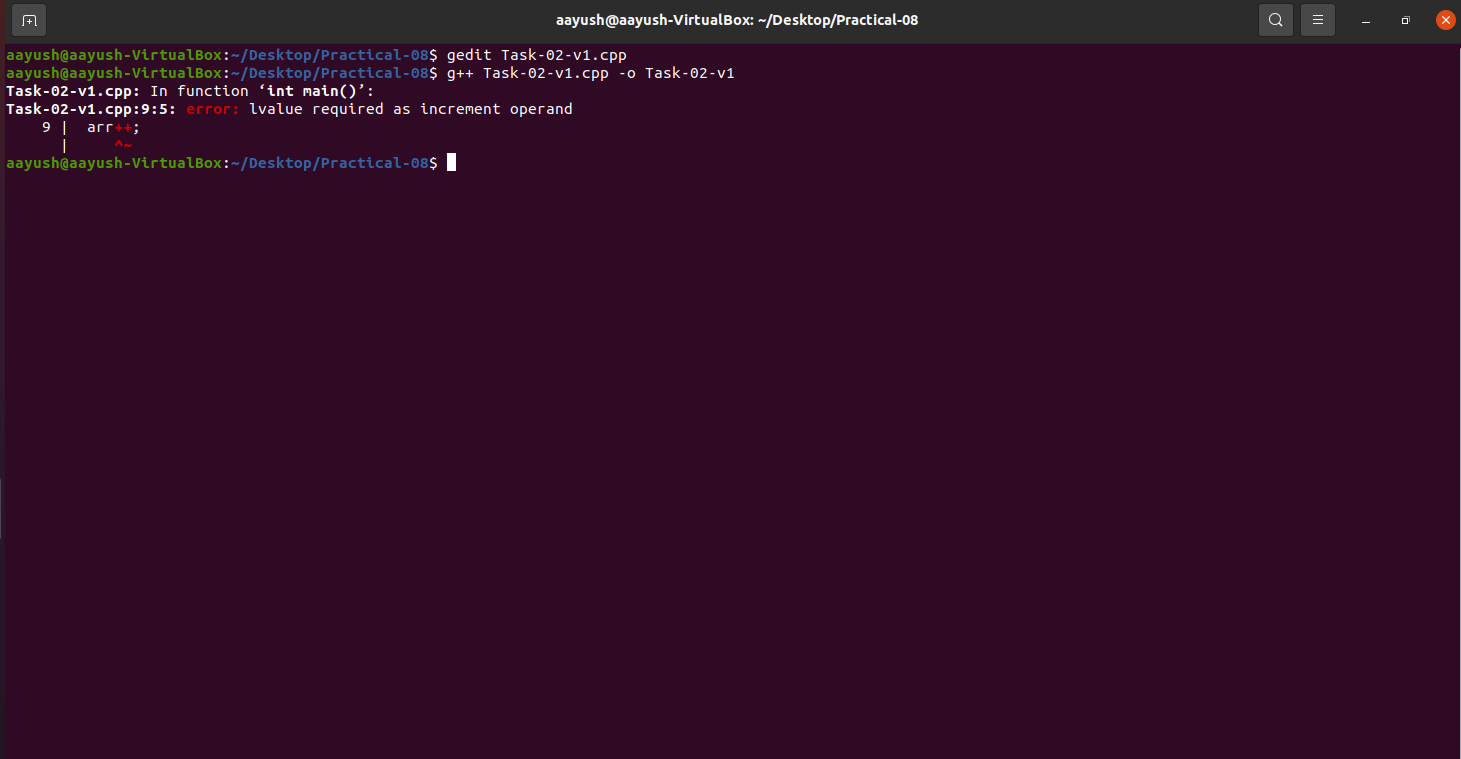 aayush@aayush-VirtualBox: ~/Desktop/Practical-08
aayush@aayush-VirtualBox:~/Desktop/Practical-08$ gedit Task-02-v1.cpp
aayush@aayush-VirtualBox:~/Desktop/Practical-08$ g++ Task-02-v1.cpp -o Task-02-v1
Task-02-v1.cpp: In function ‘int main()’:
Task-02-v1.cpp:9:5: error: lvalue required as increment operand
    9 |  arr++;
      |     ^~
aayush@aayush-VirtualBox:~/Desktop/Practical-08$